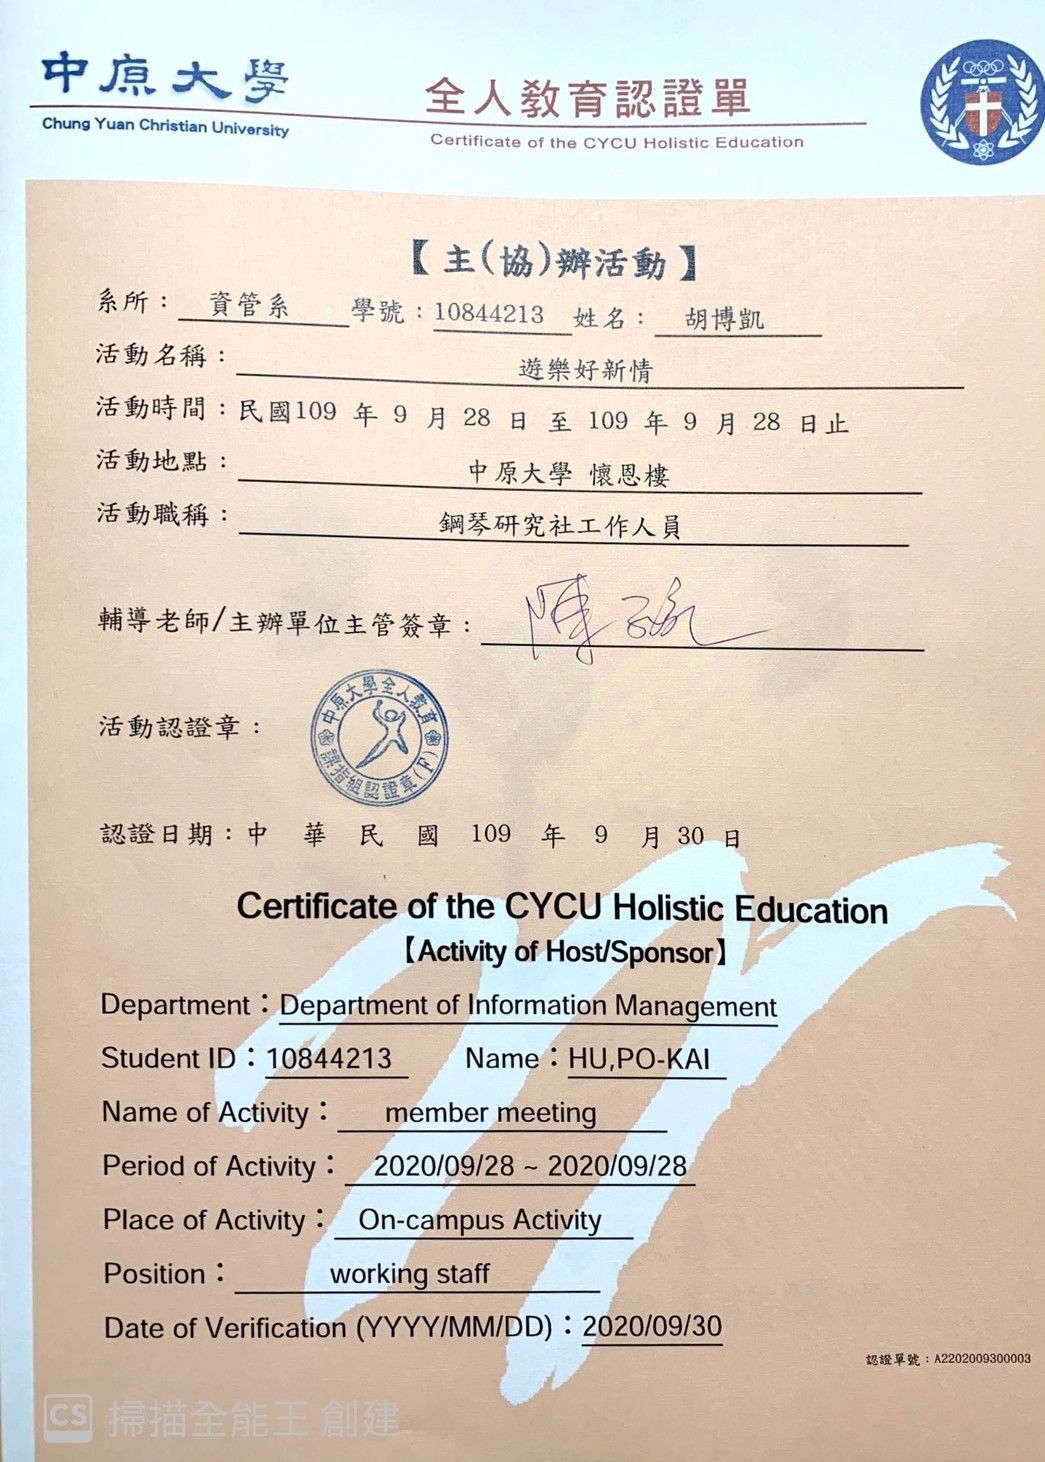 中原大學
Chung Yuan Christian University
全人教育認證單
Certificate of the CYCU Holistic Education
【主(協)辦活動】
系所： 資管系 學號：10844213 姓名： 胡博凱
活動名稱： 遊樂好新情
活動時間：民國109 年 9 月 28 日 至 109 年 9 月 28 日止
活動地點： 中原大學 懷恩樓
活動職稱： 鋼琴研究社工作人員
輔導老師/主辦單位主管簽章：
活動認證章：
中原大學全人教育
課指組認證章(F)
認證日期：中 華 民 國 109 年 9 月 30 日
Certificate of the CYCU Holistic Education
【Activity of Host/Sponsor】
Department：Department of Information Management
Student ID：10844213 Name：HU,PO-KAI
Name of Activity： member meeting
Period of Activity： 2020/09/28 ~ 2020/09/28
Place of Activity： On-campus Activity
Position： working staff
Date of Verification (YYYY/MM/DD)：2020/09/30
認證單號：A2202009300003
CS 掃描全能王 創建